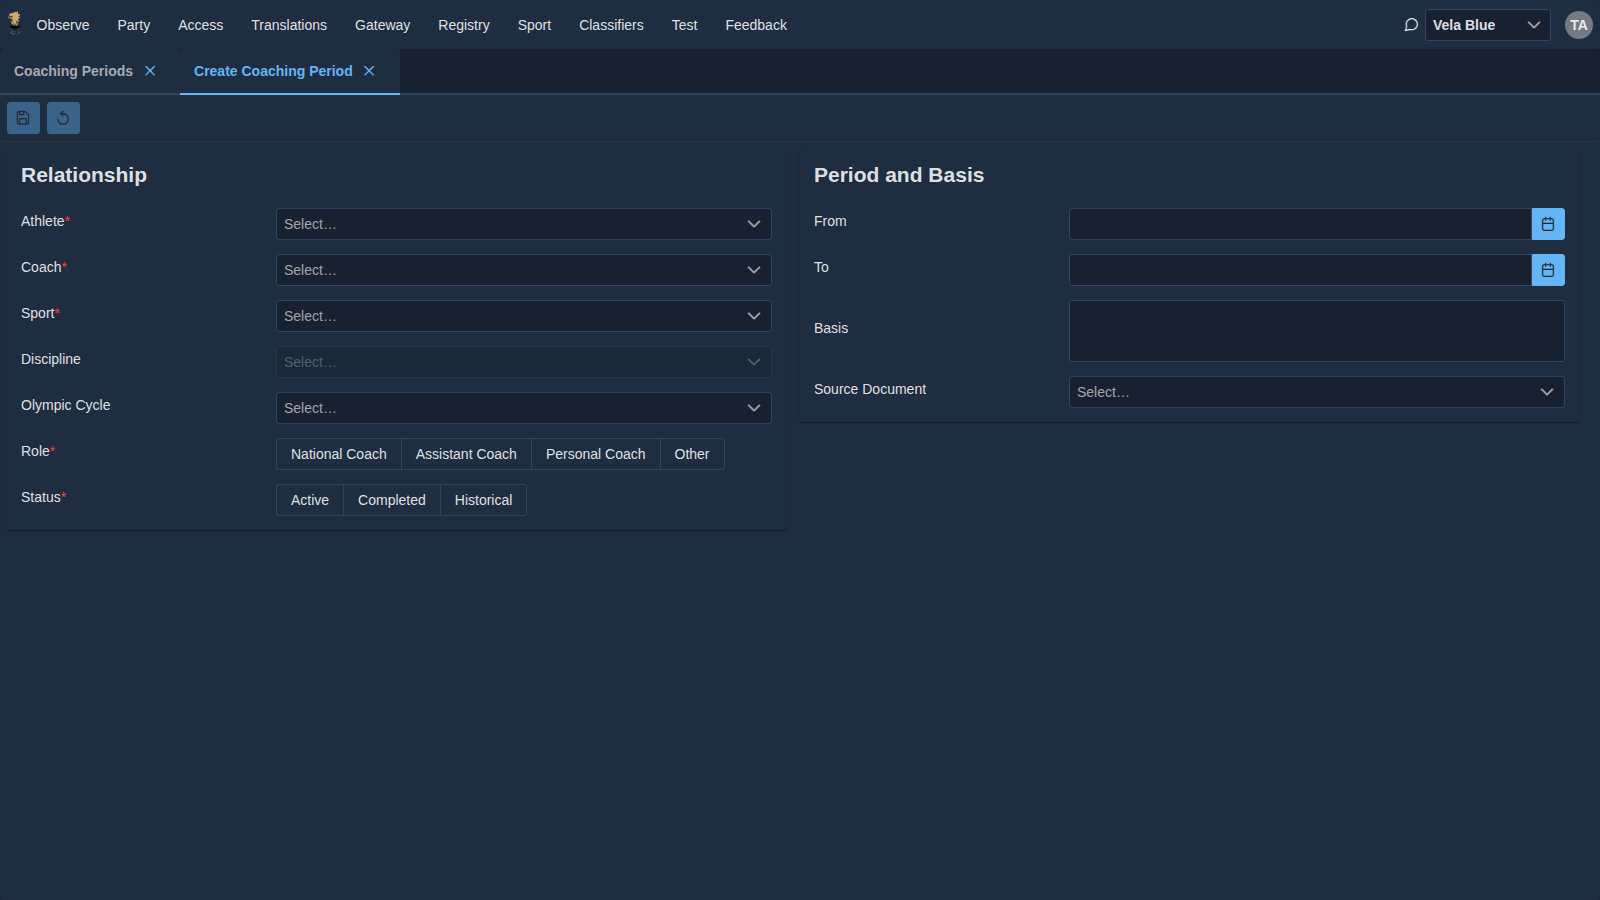 Observe Party Access Translations Gateway Registry Sport Classifiers Test Feedback Vela Blue TA
Coaching Periods Create Coaching Period
Relationship
Athlete* Select...
Coach* Select...
Sport* Select...
Discipline Select...
Olympic Cycle Select...
Role* National Coach Assistant Coach Personal Coach Other
Status* Active Completed Historical
Period and Basis
From
To
Basis
Source Document Select...